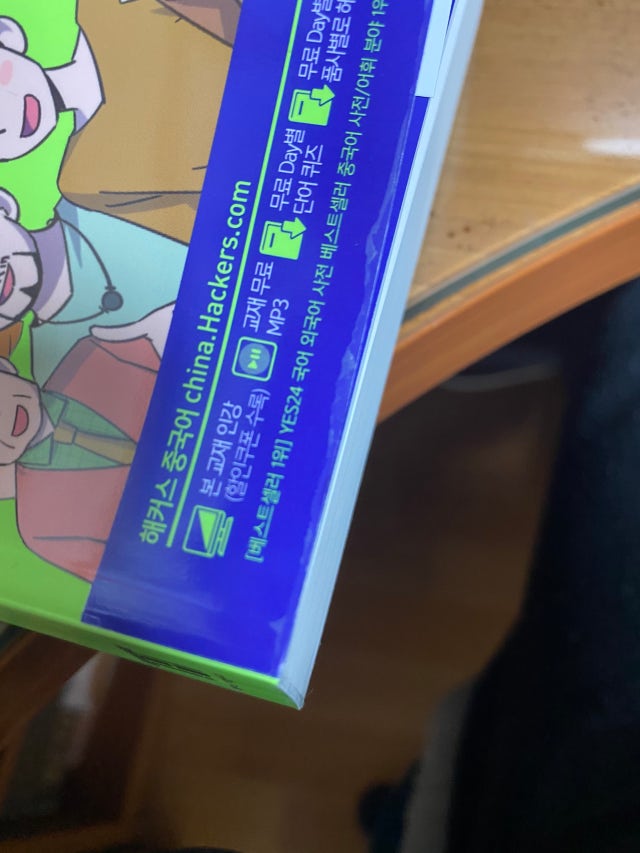 해커스 중국어 china.Hackers.com
본 교재 인강
(할인쿠폰 수록)
교재 무료
MP3
무료 Day별
단어 퀴즈
무료 Day별
품사별로
[베스트셀러 1위] YES24 국어 외국어 사전 베스트셀러 중국어 사전/어휘 분야 1위